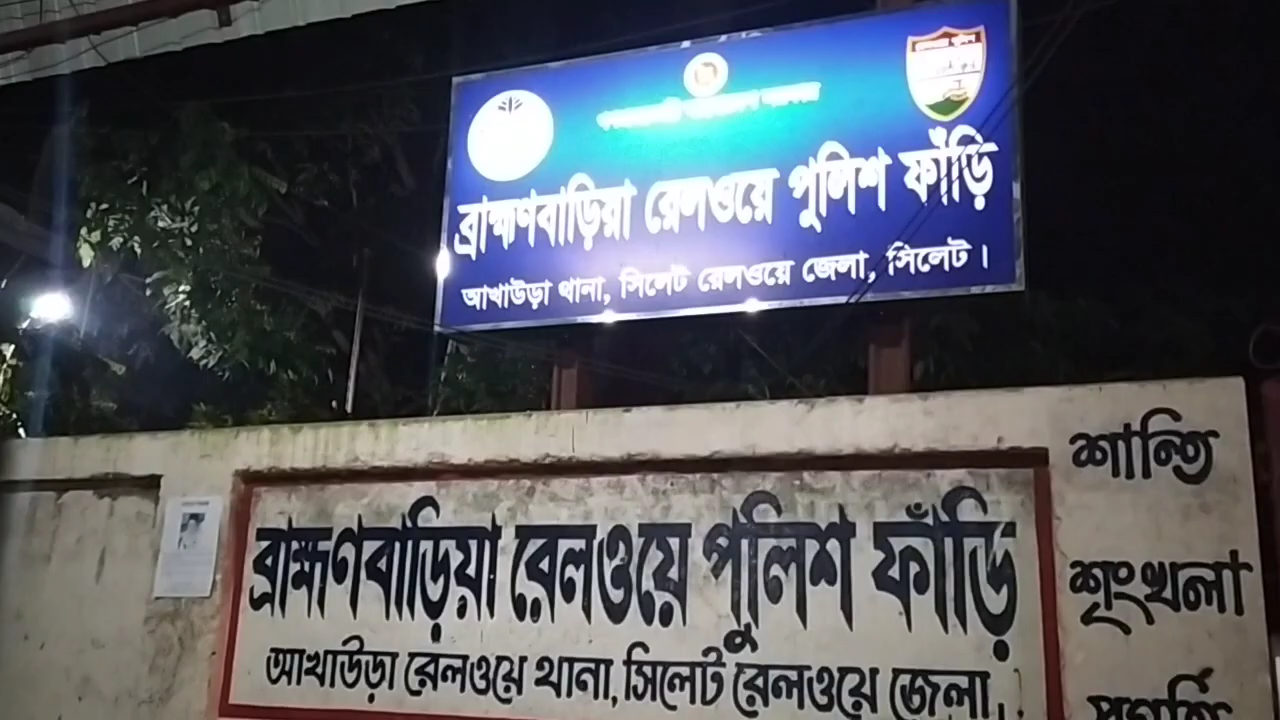 ব্রাহ্মণবাড়িয়া রেলওয়ে পুলিশ ফাঁড়ি
আখাউড়া থানা, সিলেট রেলওয়ে জেলা, সিলেট।
ব্রাহ্মণবাড়িয়া রেলওয়ে পুলিশ ফাঁড়ি
আখাউড়া রেলওয়ে থানা, সিলেট রেলওয়ে জেলা,
শান্তি
শৃংখলা